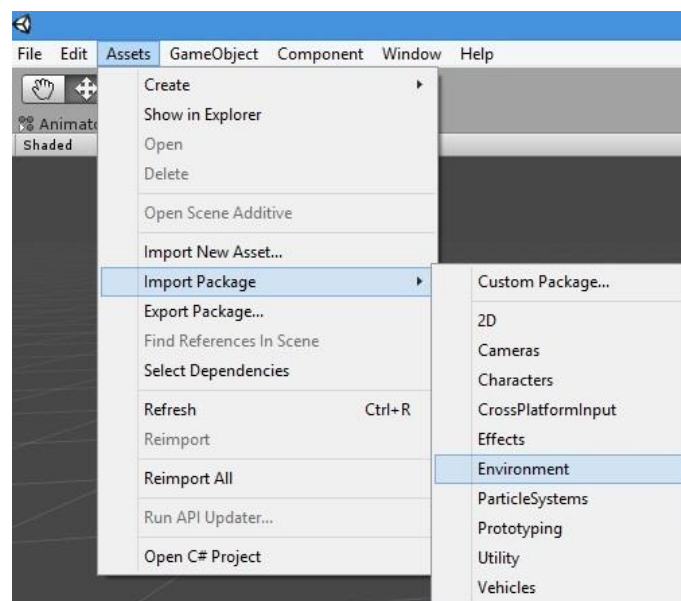 File Edit Assets GameObject Component Window Help
Create
Show in Explorer
Animat
Shaded
Open
Delete
Open Scene Additive
Import New Asset...
Import Package
Export Package...
Find References In Scene
Select Dependencies
Refresh Ctrl+R
Reimport
Reimport All
Run API Updater...
Open C# Project
Custom Package...
2D
Cameras
Characters
CrossPlatformInput
Effects
Environment
ParticleSystems
Prototyping
Utility
Vehicles